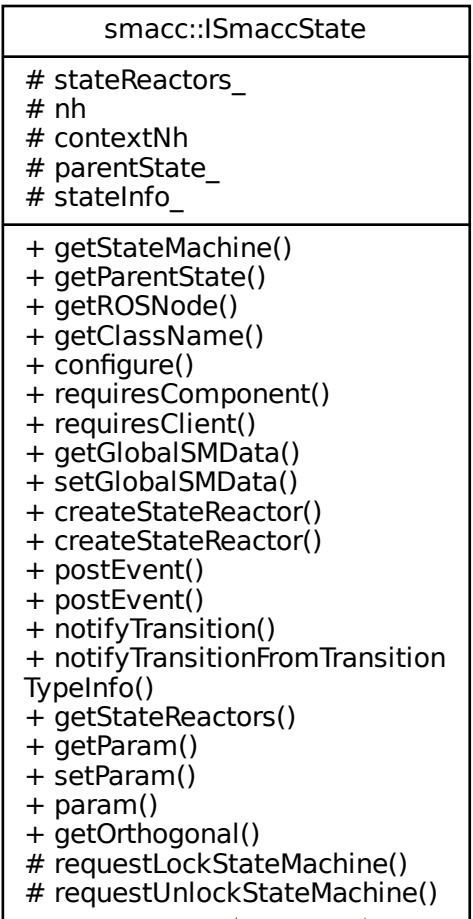 smacc::ISmaccState
# stateReactors_
# nh
# contextNh
# parentState_
# stateInfo_
+ getStateMachine()
+ getParentState()
+ getROSNode()
+ getClassName()
+ configure()
+ requiresComponent()
+ requiresClient()
+ getGlobalSMData()
+ setGlobalSMData()
+ createStateReactor()
+ createStateReactor()
+ postEvent()
+ postEvent()
+ notifyTransition()
+ notifyTransitionFromTransition
TypeInfo()
+ getStateReactors()
+ getParam()
+ setParam()
+ param()
+ getOrthogonal()
# requestLockStateMachine()
# requestUnlockStateMachine()